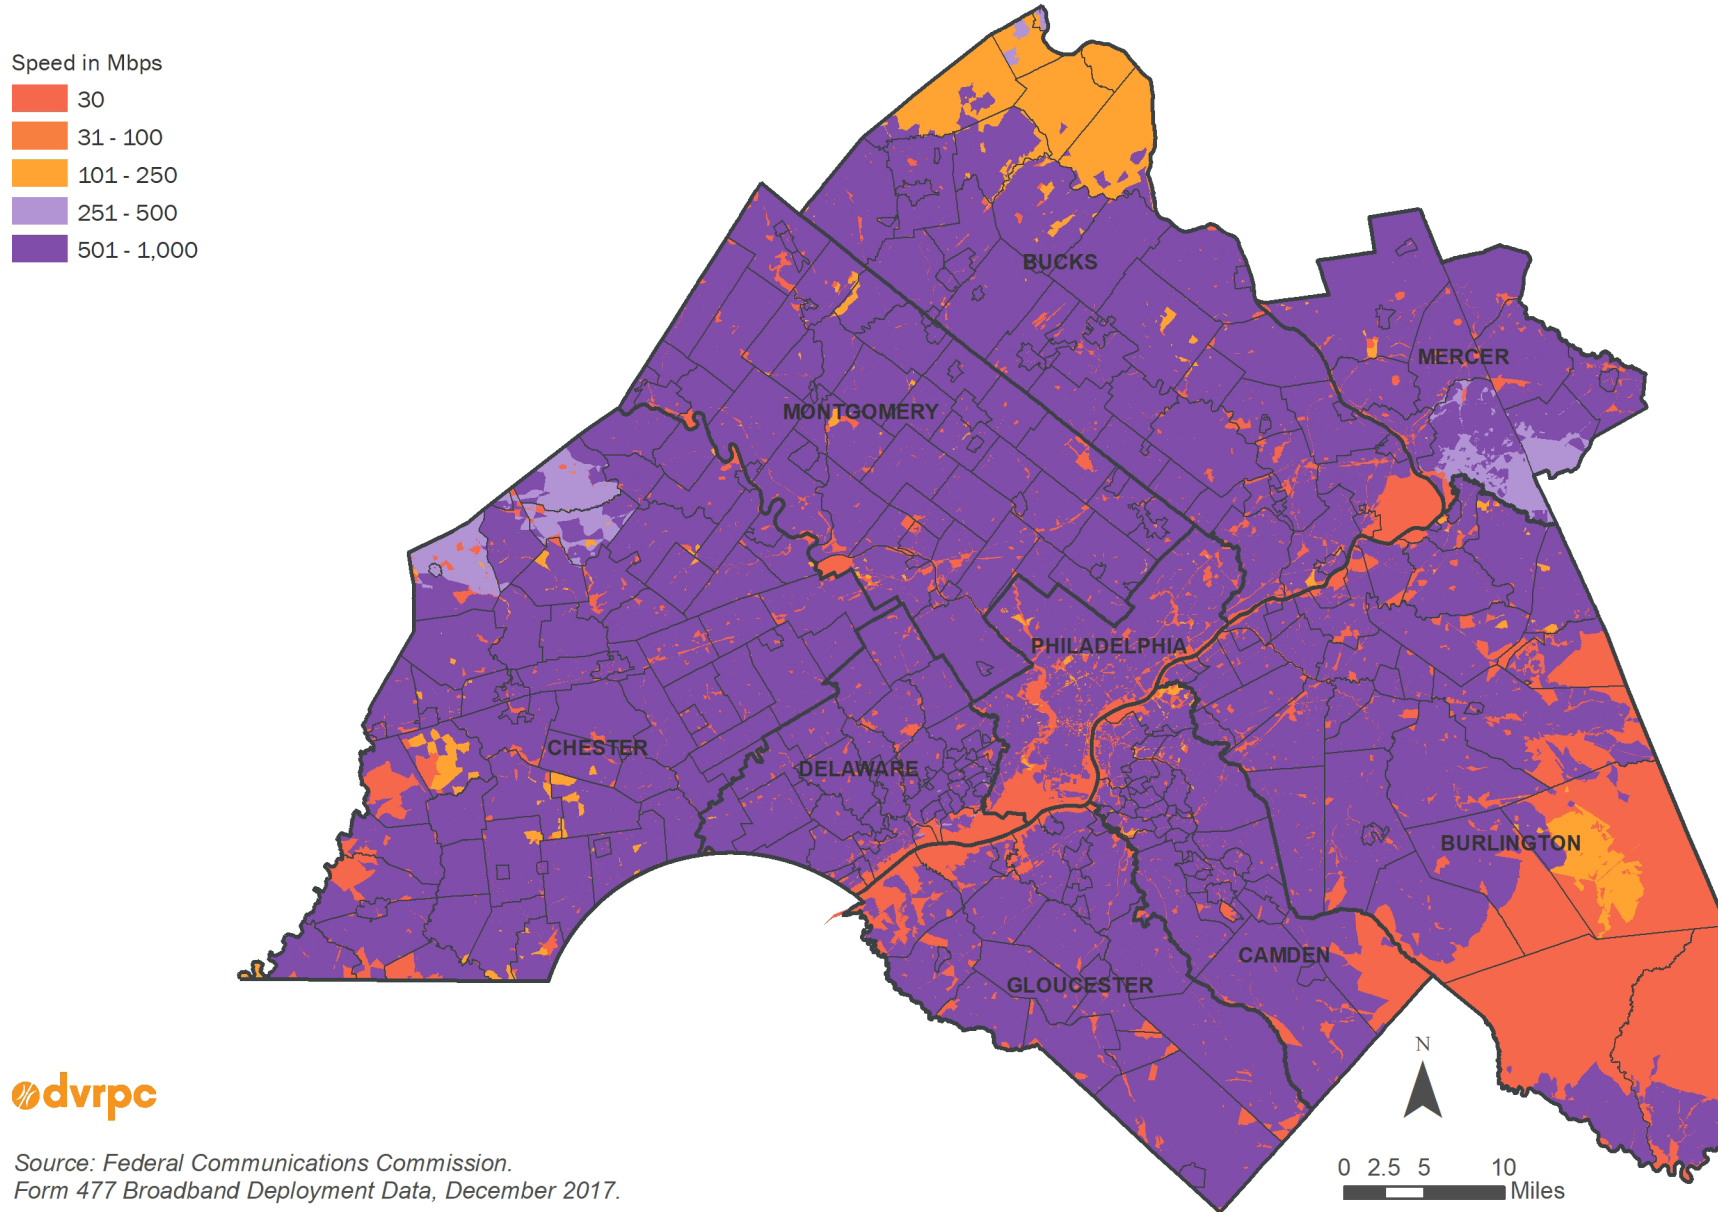 Speed in Mbps
30
31 - 100
101 - 250
251 - 500
501 - 1,000
BUCKS
MERCER
MONTGOMERY
PHILADELPHIA
CHESTER
DELAWARE
BURLINGTON
CAMDEN
GLOUCESTER
N
dvrpc
0 2.5 5 10
Miles
Source: Federal Communications Commission.
Form 477 Broadband Deployment Data, December 2017.